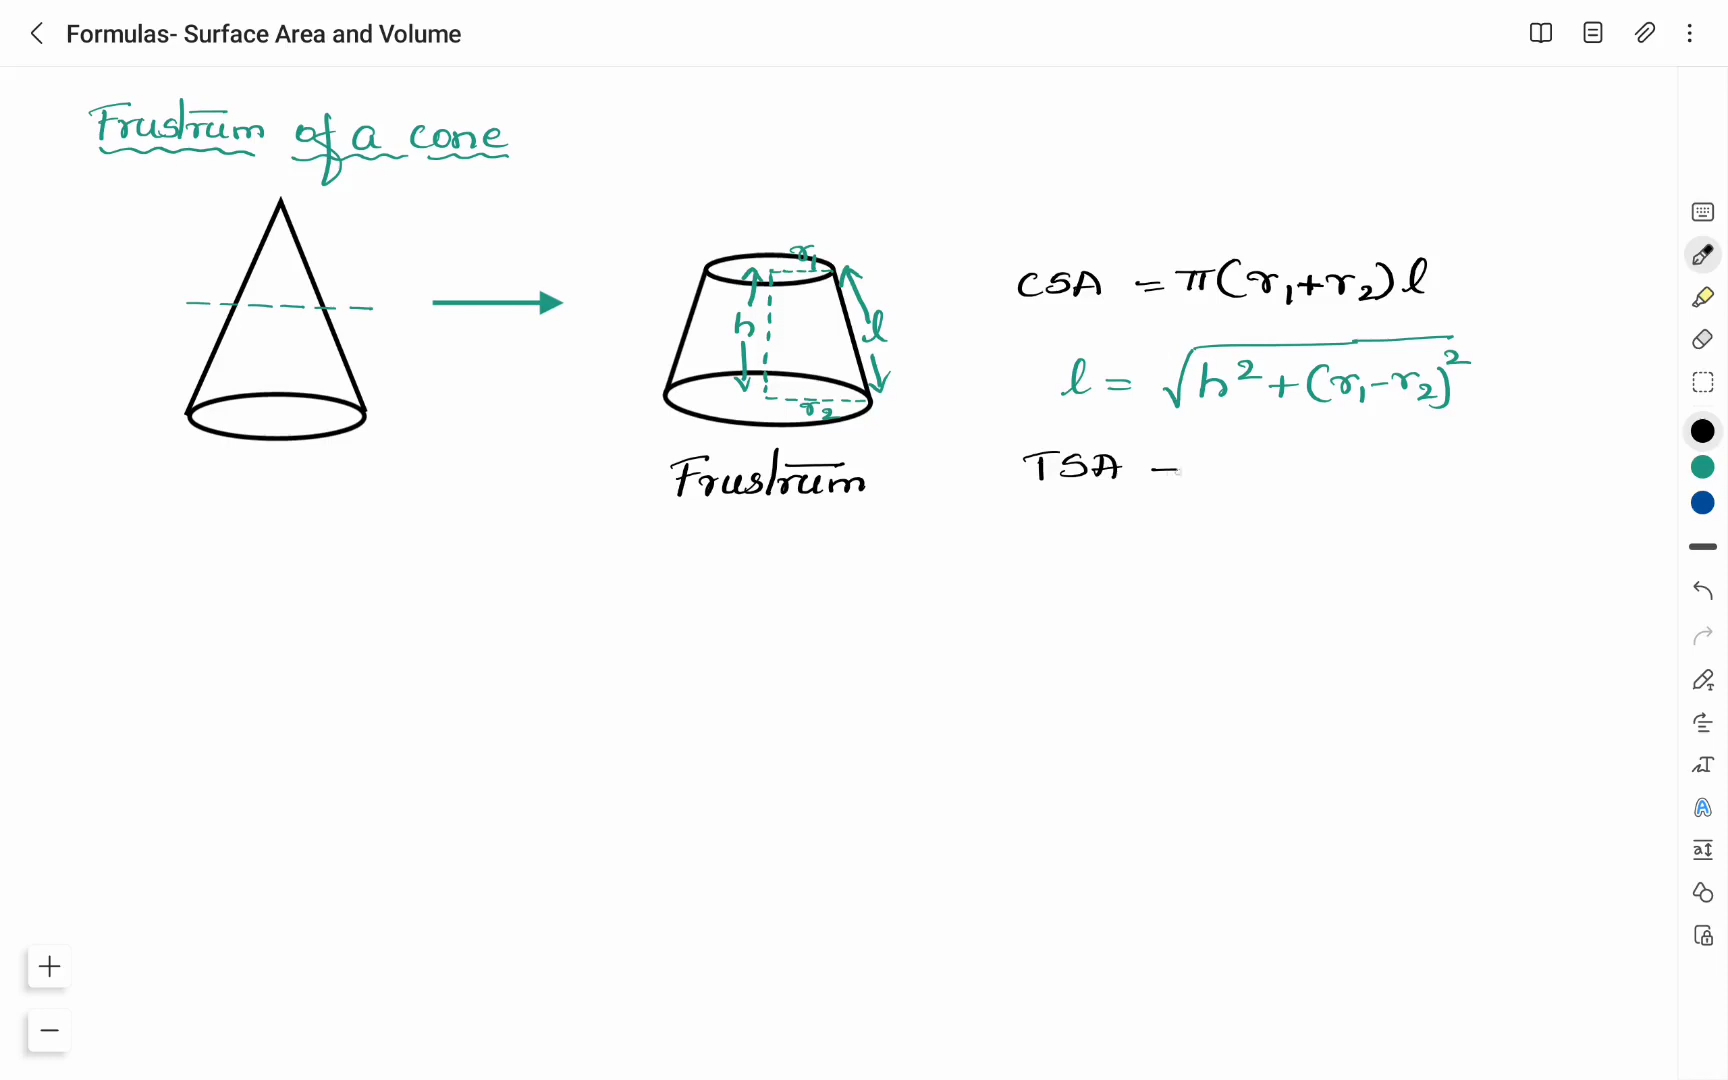 Formulas- Surface Area and Volume
Frustrum of a cone
r₁
h
l
r₂
Frustrum
CSA = π(r₁+r₂)l
l = √h²+(r₁-r₂)²
TSA –